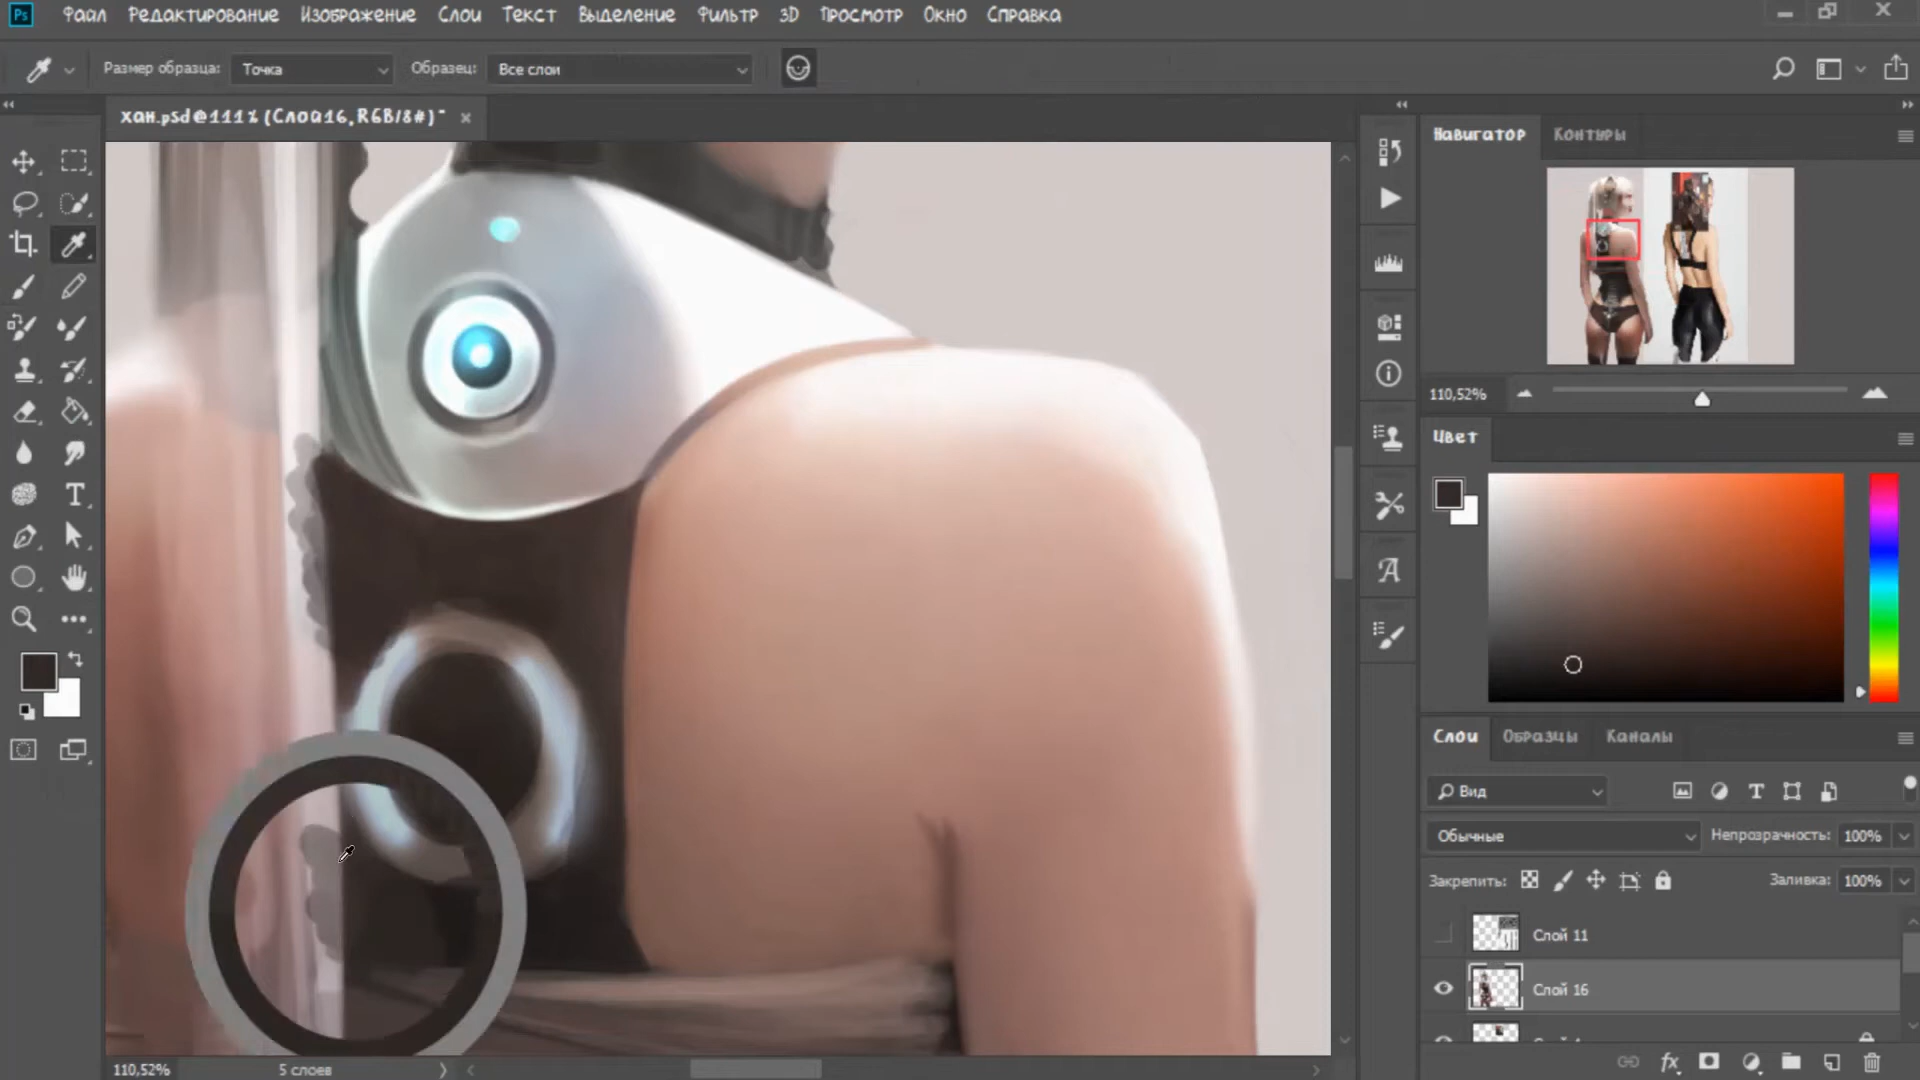 Ps Файл Редактирование Изображение Слои Текст Выделение Фильтр 3D Просмотр Окно Справка
Размер образца: Точка Образец: Все слои
хан.psd @ 111% (Слой 16, RGB/8#) *
Навигатор Контуры
110,52%
Цвет
Слои Образцы Каналы
Вид
Обычные Непрозрачность: 100%
Закрепить: Заливка: 100%
Слой 11
Слой 16
110,52% 5 слоев